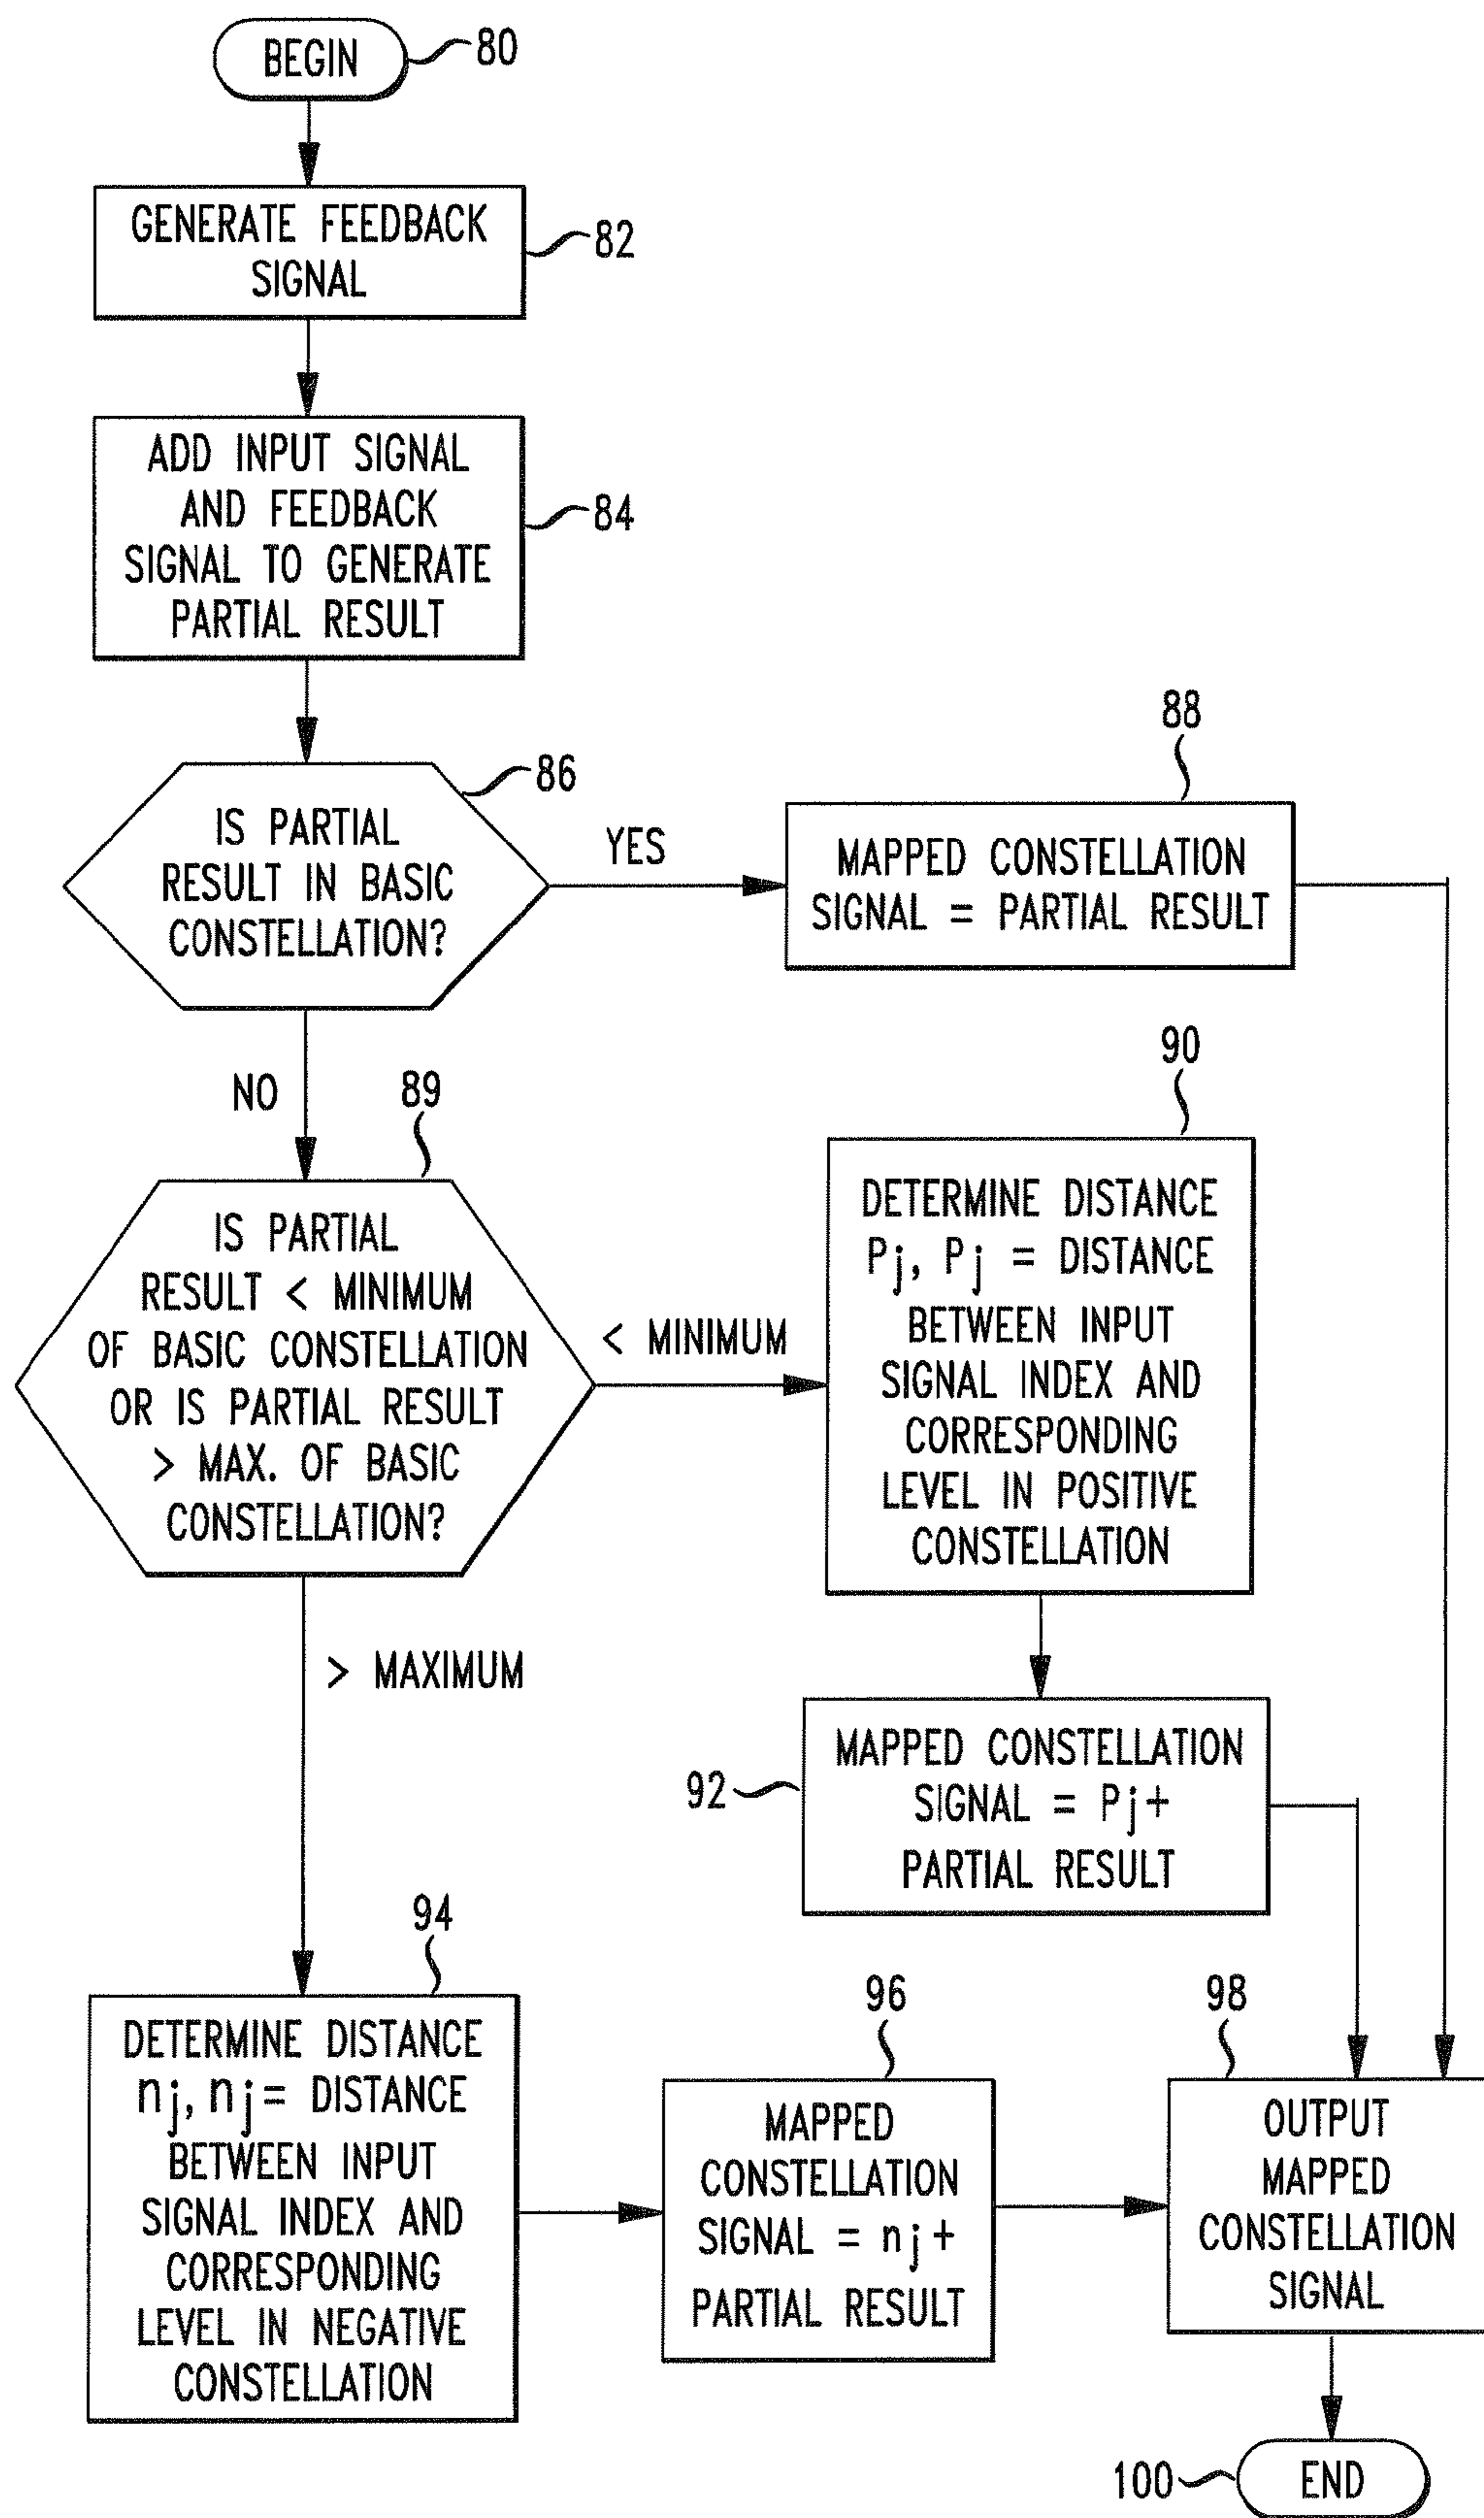 BEGIN
80
GENERATE FEEDBACK
SIGNAL
82
ADD INPUT SIGNAL
AND FEEDBACK
SIGNAL TO GENERATE
PARTIAL RESULT
84
IS PARTIAL
RESULT IN BASIC
CONSTELLATION?
86
YES
88
MAPPED CONSTELLATION
SIGNAL = PARTIAL RESULT
NO
89
IS PARTIAL
RESULT < MINIMUM
OF BASIC CONSTELLATION
OR IS PARTIAL RESULT
> MAX. OF BASIC
CONSTELLATION?
< MINIMUM
90
DETERMINE DISTANCE
Pj, Pj = DISTANCE
BETWEEN INPUT
SIGNAL INDEX AND
CORRESPONDING
LEVEL IN POSITIVE
CONSTELLATION
> MAXIMUM
92
MAPPED CONSTELLATION
SIGNAL = Pj+
PARTIAL RESULT
94
DETERMINE DISTANCE
nj, nj= DISTANCE
BETWEEN INPUT
SIGNAL INDEX AND
CORRESPONDING
LEVEL IN NEGATIVE
CONSTELLATION
96
MAPPED
CONSTELLATION
SIGNAL = nj+
PARTIAL RESULT
98
OUTPUT
MAPPED
CONSTELLATION
SIGNAL
100
END